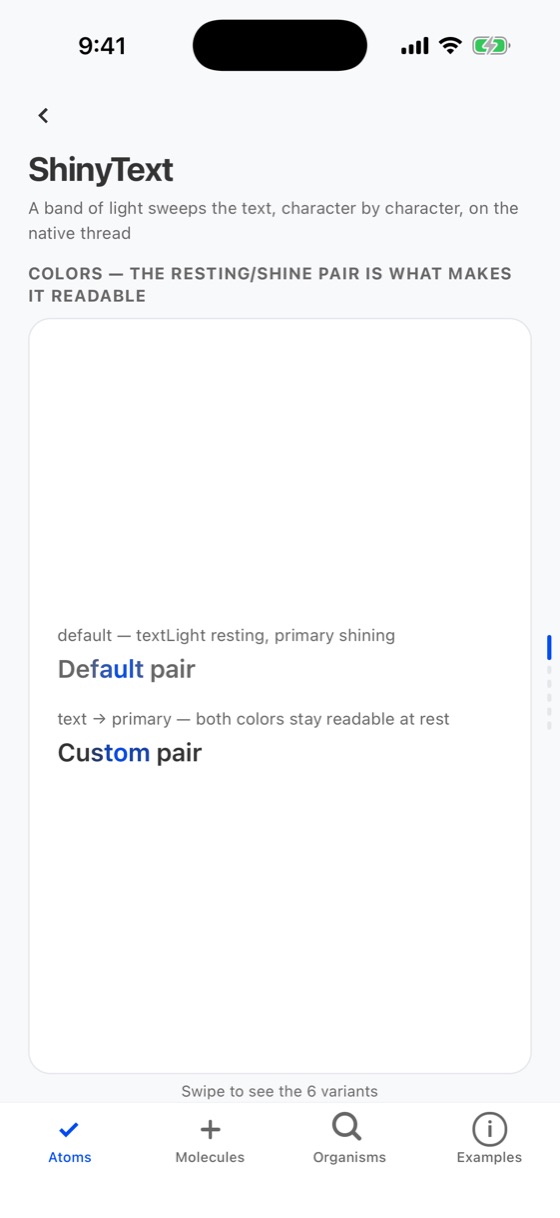 9:41
ShinyText
A band of light sweeps the text, character by character, on the
native thread
COLORS — THE RESTING/SHINE PAIR IS WHAT MAKES
IT READABLE
default — textLight resting, primary shining
Default pair
text → primary — both colors stay readable at rest
Custom pair
Swipe to see the 6 variants
Atoms
Molecules
Organisms
Examples